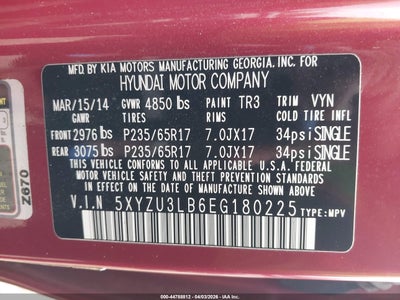 MFD. BY KIA MOTORS MANUFACTURING GEORGIA. INC. FOR
HYUNDAI MOTOR COMPANY
MAR/15/14 GVWR 4850 lbs PAINT TR3 TRIM VYN
GAWR TIRES RIMS COLD TIRE INFL
FRONT 2976 lbs P235/65R17 7.0JX17 34psi SINGLE
REAR 3075 lbs P235/65R17 7.0JX17 34psi SINGLE
THIS VEHICLE CONFORMS TO ALL APPLICABLE U.S. FEDERAL
MOTOR VEHICLE SAFETY, BUMPER, AND THEFT PREVENTION
STANDARDS IN EFFECT ON THE DATE OF MANUFACTURE SHOWN
ABOVE.
V.I.N 5XYZU3LB6EG180225 TYPE:MPV
Z670
000-44788812 - 04/03/2026 -